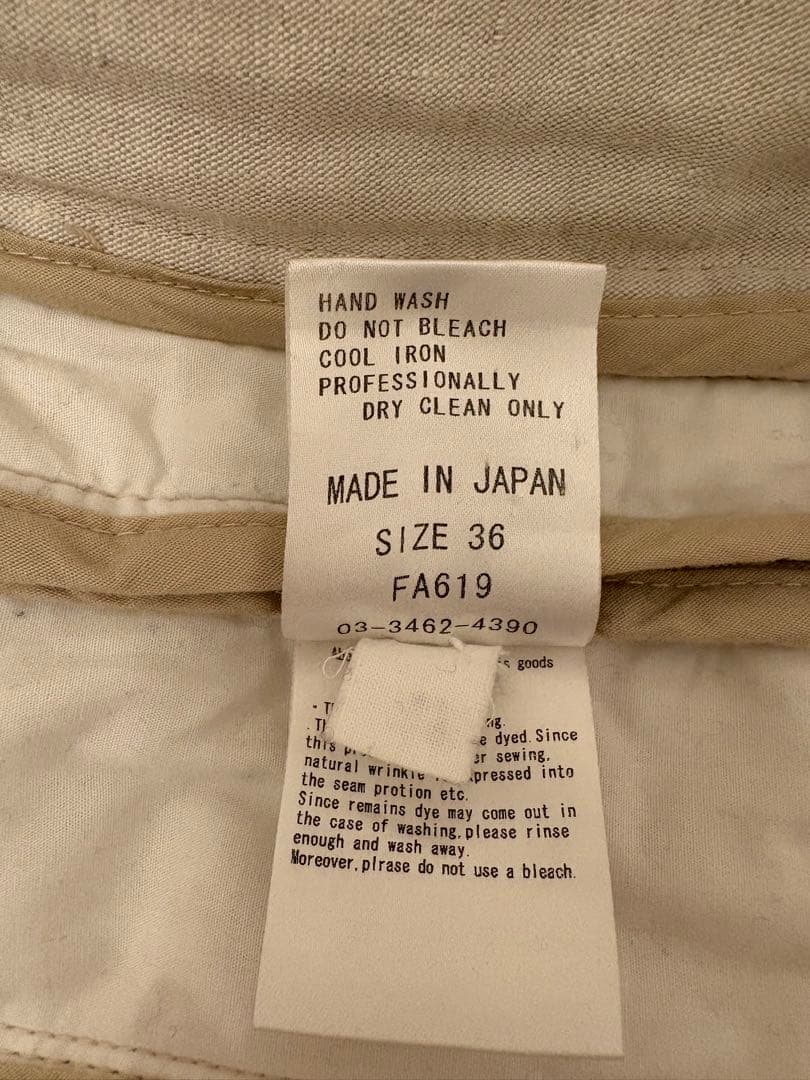 HAND WASH
DO NOT BLEACH
COOL IRON
PROFESSIONALLY
DRY CLEAN ONLY
MADE IN JAPAN
SIZE 36
FA619
03-3462-4390
goods
dyed. Since
this
sewing,
natural wrinkle into
the seam protion etc.
Since remains dye may come out in
the case of washing, please rinse
enough and wash away.
Moreover, plrase do not use a bleach.